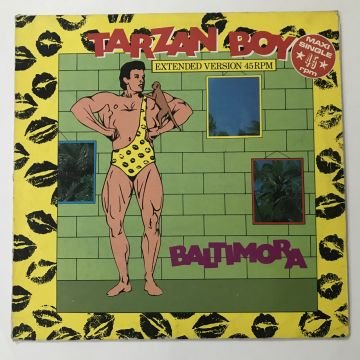 TARZAN BOY
EXTENDED VERSION 45 RPM
MAXI
SINGLE
45
rpm
BALTIMORA